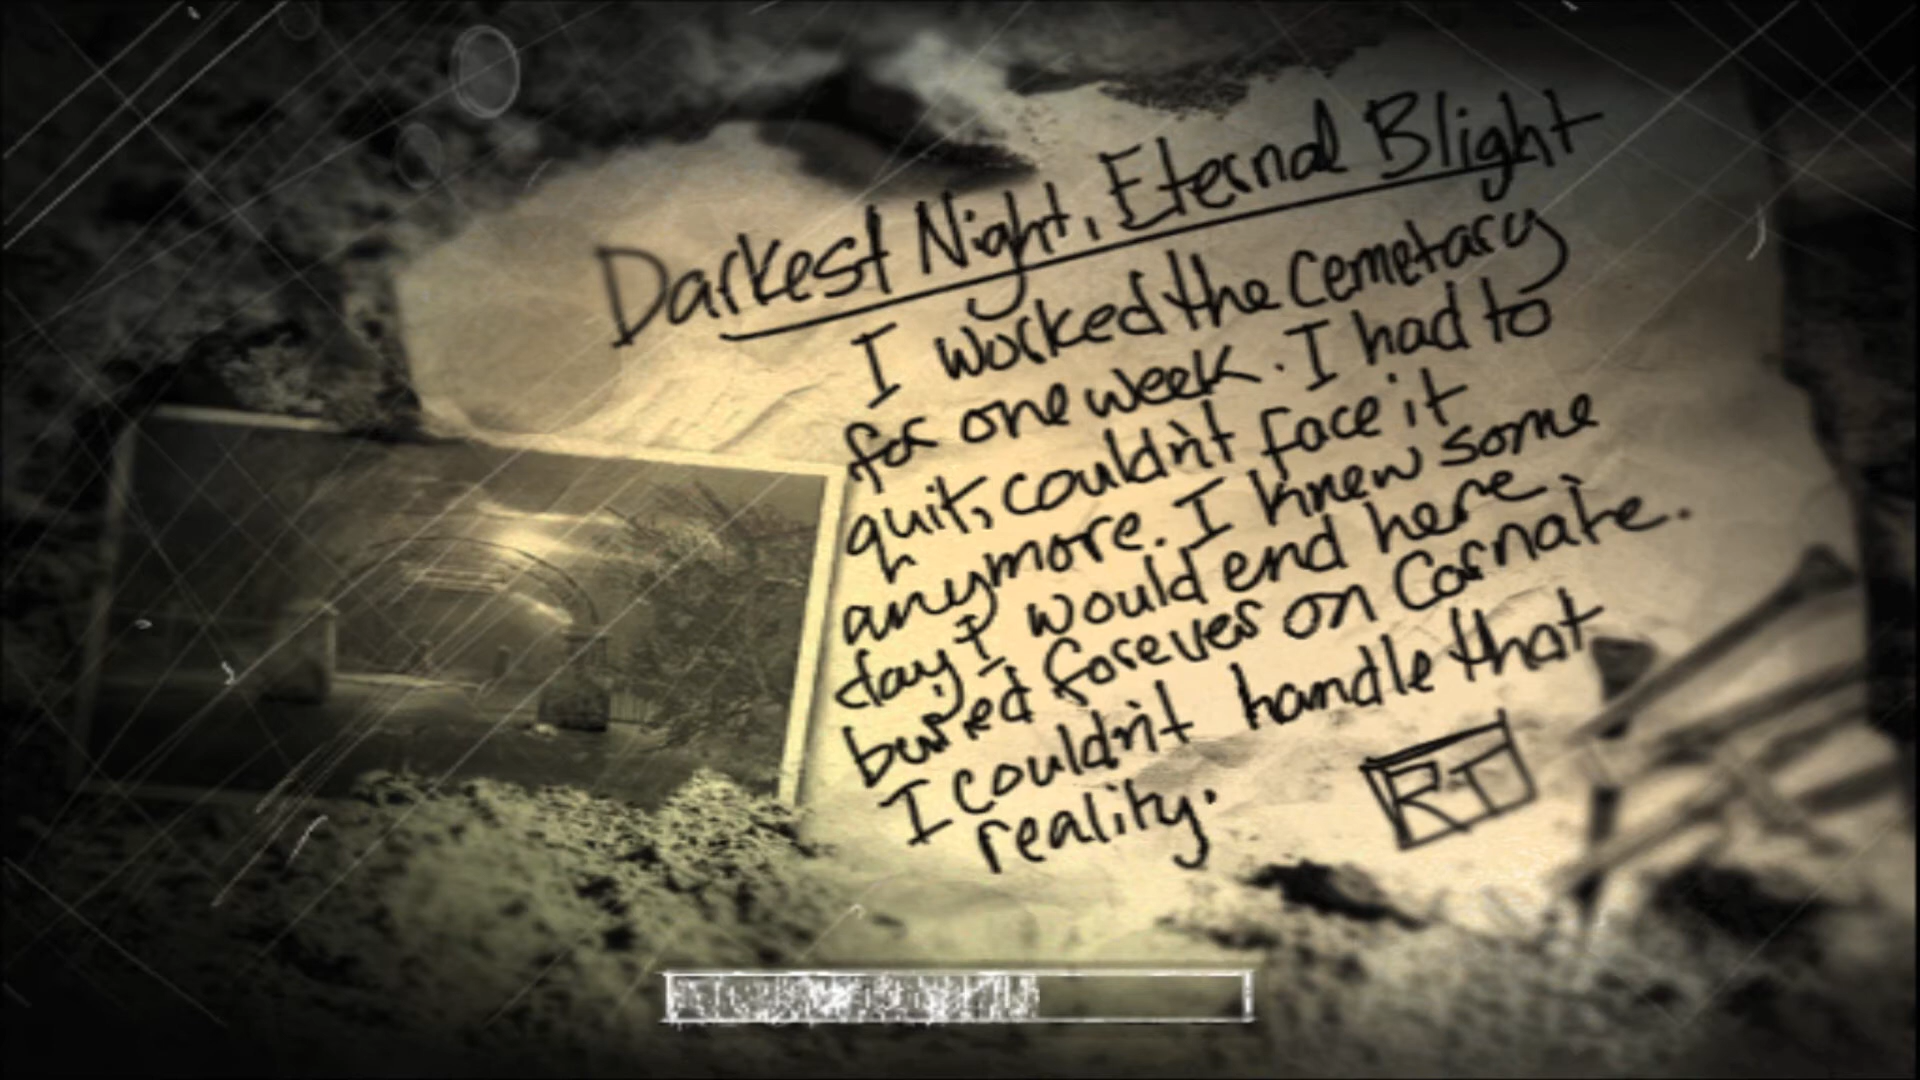 Darkest Night, Eternal Blight
I worked the cemetary
for one week. I had to
quit, couldn't face it
anymore. I knew some
day I would end here,
buried forever on Carnate.
I couldn't handle that
reality.
RT